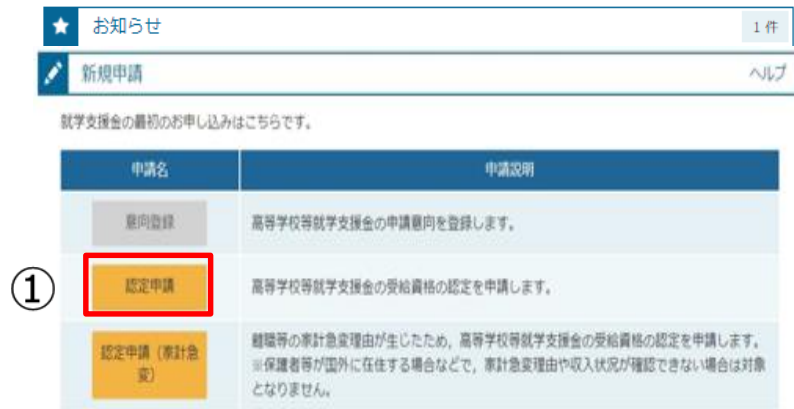 お知らせ
1 件
新規申請
ヘルプ
就学支援金の最初のお申し込みはこちらです。
申請名
申請説明
意向登録
高等学校等就学支援金の申請意向を登録します。
①
認定申請
高等学校等就学支援金の受給資格の認定を申請します。
認定申請（家計急
変）
離職等の家計急変理由が生じたため，高等学校等就学支援金の受給資格の認定を申請します。
※保護者等が国外に在住する場合などで，家計急変理由や収入状況が確認できない場合は対象
となりません。